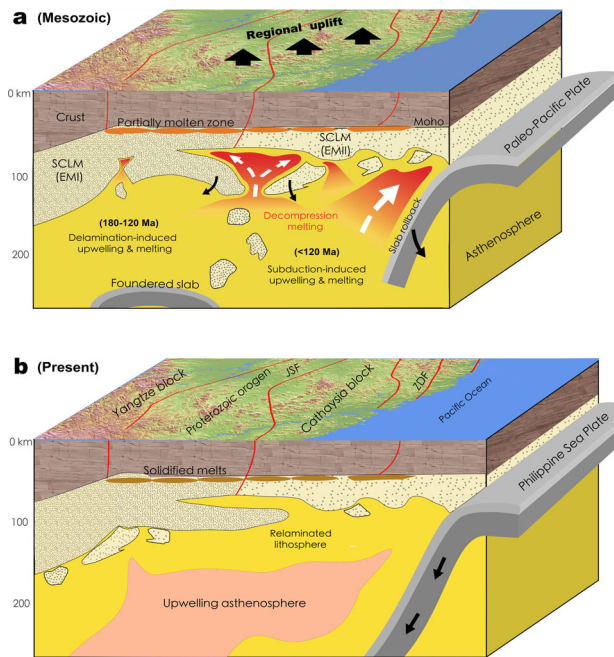 a (Mesozoic)
Regional uplift
0 km
Crust
Partially molten zone
Moho
SCLM
(EMII)
Paleo-Pacific Plate
SCLM
(EMI)
100
(180-120 Ma)
Delamination-induced
upwelling & melting
Decompression
melting
(<120 Ma)
Subduction-induced
upwelling & melting
Slab rollback
Asthenosphere
200
Foundered slab
b (Present)
Yangtze block
Proterozoic orogen
JSF
Cathaysia block
ZDF
Pacific Ocean
0 km
Solidified melts
Philippine Sea Plate
100
Relaminated
lithosphere
200
Upwelling asthenosphere